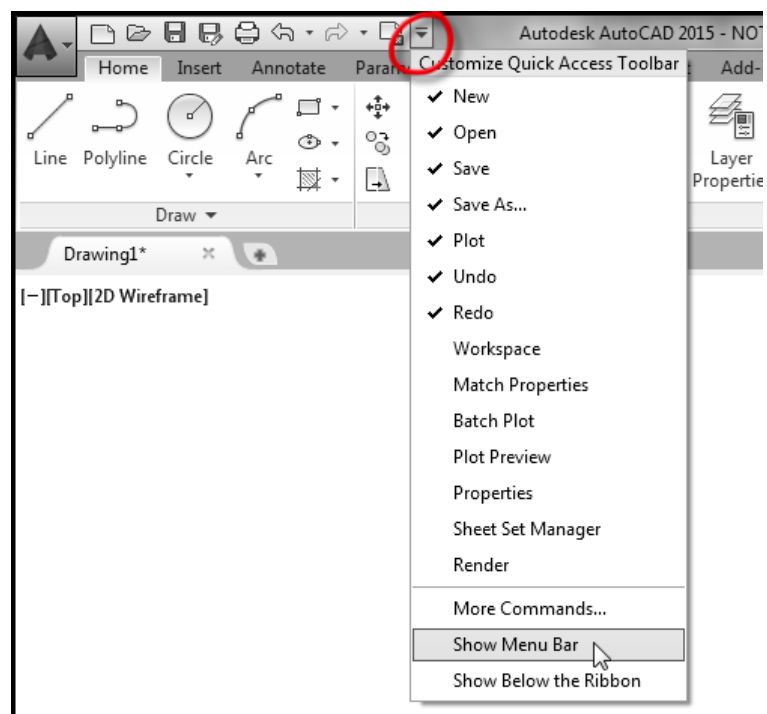 Autodesk AutoCAD 2015 - NOT
Home Insert Annotate Param Add-
Customize Quick Access Toolbar
Line Polyline Circle Arc
Layer
Propertie
Draw
Drawing1*
[−][Top][2D Wireframe]
New
Open
Save
Save As...
Plot
Undo
Redo
Workspace
Match Properties
Batch Plot
Plot Preview
Properties
Sheet Set Manager
Render
More Commands...
Show Menu Bar
Show Below the Ribbon